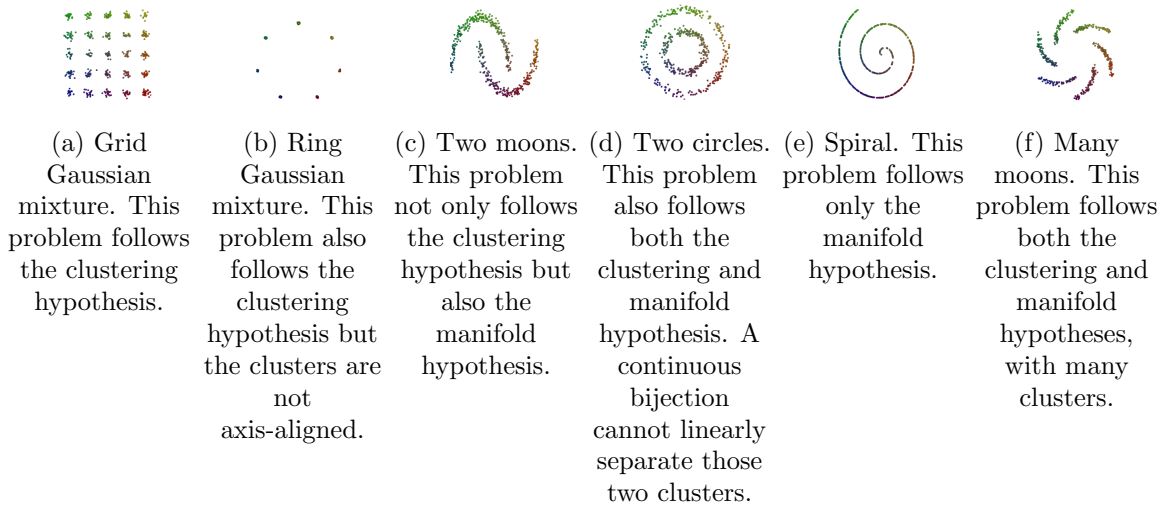 (a) Grid
Gaussian
mixture. This
problem follows
the clustering
hypothesis.
(b) Ring
Gaussian
mixture. This
problem also
follows the
clustering
hypothesis but
the clusters are
not
axis-aligned.
(c) Two moons.
This problem
not only follows
the clustering
hypothesis but
also the
manifold
hypothesis.
(d) Two circles.
This problem
also follows
both the
clustering and
manifold
hypothesis. A
continuous
bijection
cannot linearly
separate those
two clusters.
(e) Spiral. This
problem follows
only the
manifold
hypothesis.
(f) Many
moons. This
problem follows
both the
clustering and
manifold
hypotheses,
with many
clusters.